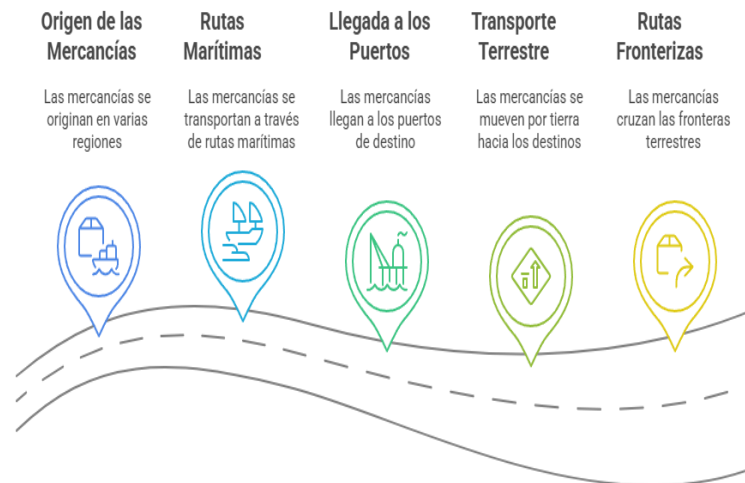 Origen de las
Mercancías
Las mercancías se
originan en varias
regiones
Rutas
Marítimas
Las mercancías se
transportan a través
de rutas marítimas
Llegada a los
Puertos
Las mercancías
llegan a los puertos
de destino
Transporte
Terrestre
Las mercancías se
mueven por tierra
hacia los destinos
Rutas
Fronterizas
Las mercancías
cruzan las fronteras
terrestres